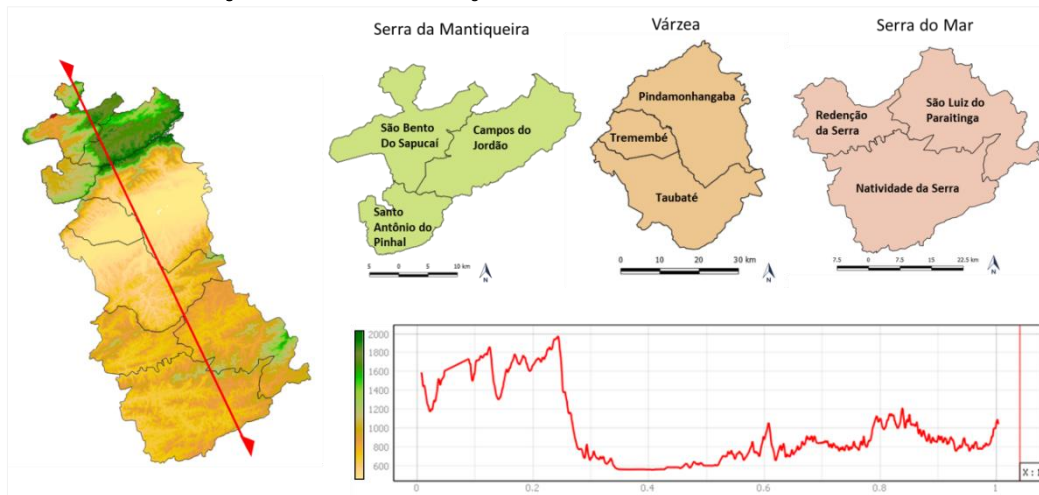 Serra da Mantiqueira
Várzea
Serra do Mar
São Bento
Do Sapucaí
Campos do
Jordão
Santo
Antônio do
Pinhal
5 0 5 10 km
N
Pindamonhangaba
Tremembé
Taubaté
0 10 20 30 km
N
Redenção
da Serra
São Luiz do
Paraitinga
Natividade da Serra
7.5 0 7.5 15 22.5 km
N
2000
1800
1600
1400
1200
1000
800
600
0 0.2 0.4 0.6 0.8 1